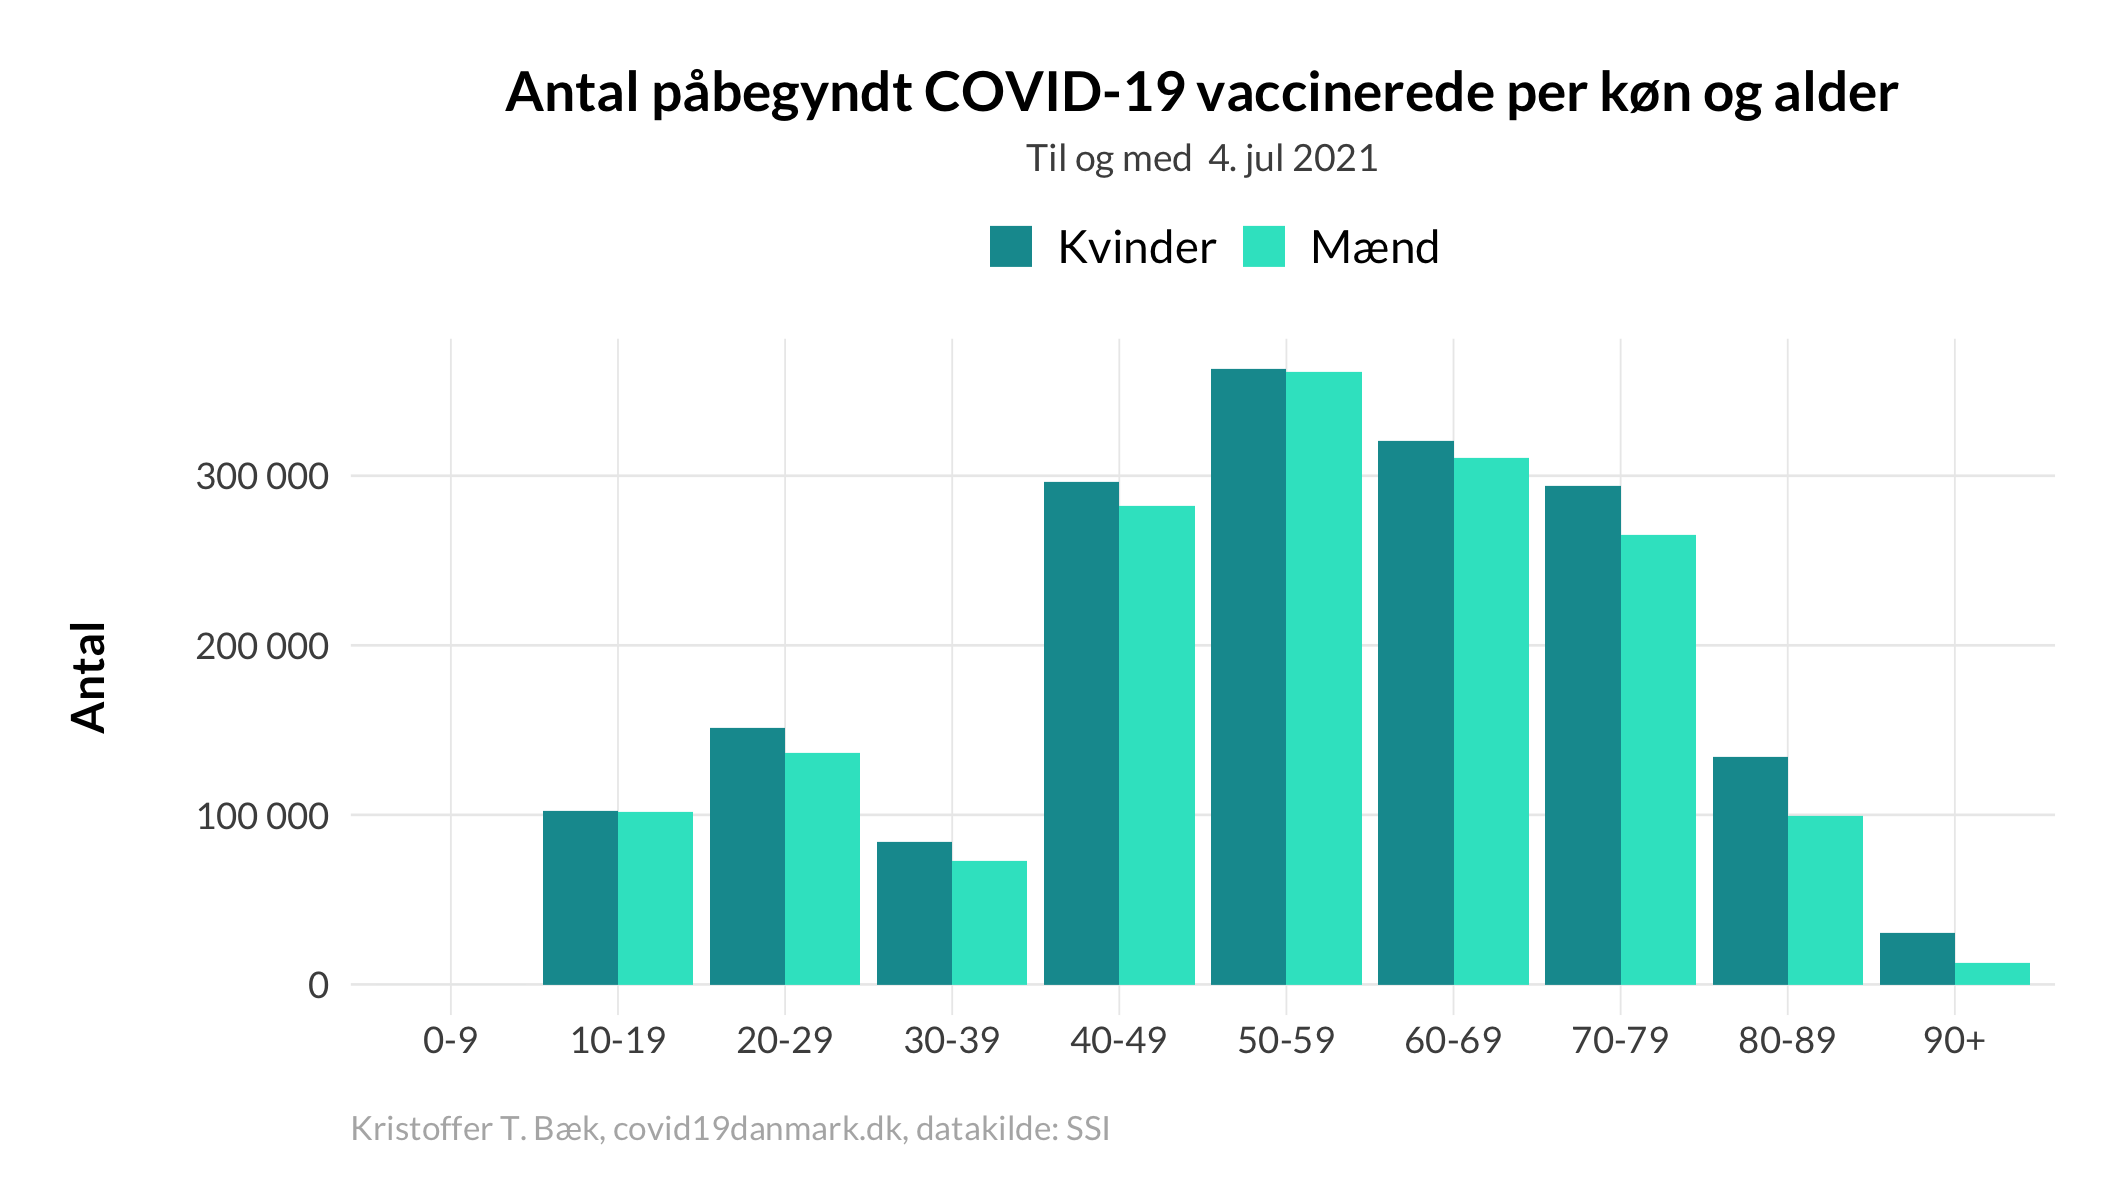 Antal påbegyndt COVID-19 vaccinerede per køn og alder
Til og med  4. jul 2021
Kvinder Mænd
Antal
300 000
200 000
100 000
0
0-9 10-19 20-29 30-39 40-49 50-59 60-69 70-79 80-89 90+
Kristoffer T. Bæk, covid19danmark.dk, datakilde: SSI